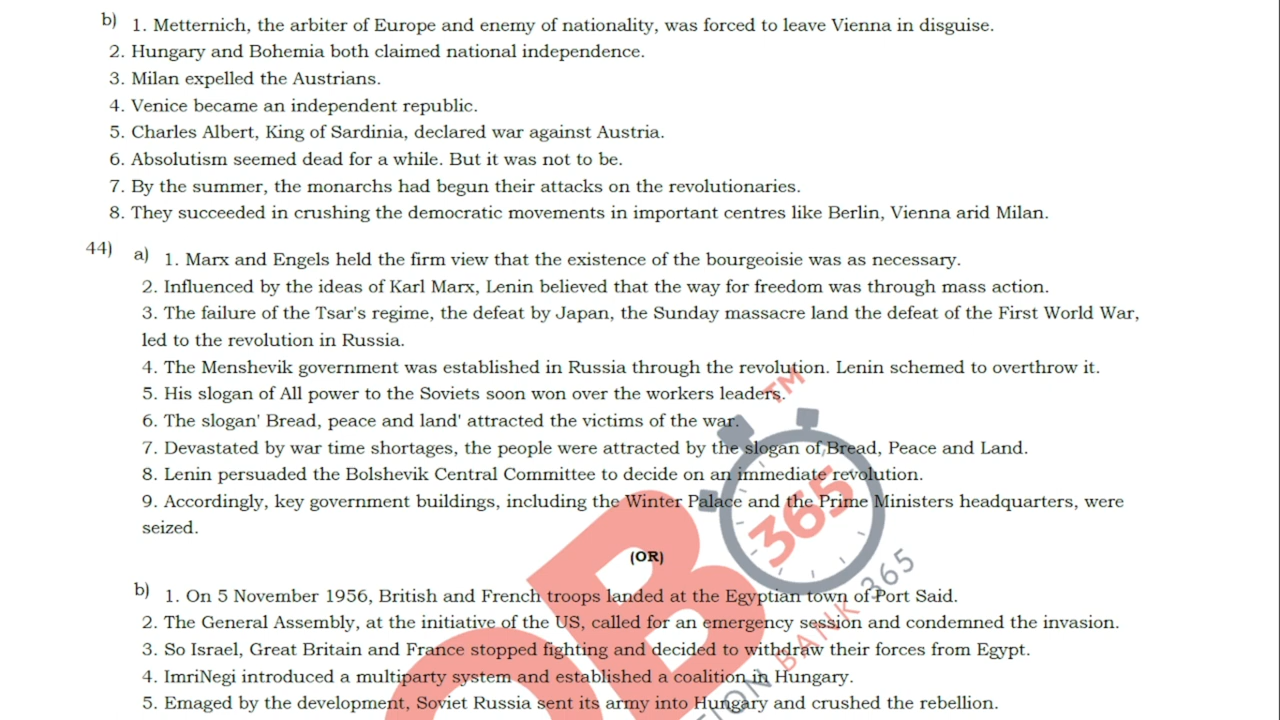 b) 1. Metternich, the arbiter of Europe and enemy of nationality, was forced to leave Vienna in disguise.
2. Hungary and Bohemia both claimed national independence.
3. Milan expelled the Austrians.
4. Venice became an independent republic.
5. Charles Albert, King of Sardinia, declared war against Austria.
6. Absolutism seemed dead for a while. But it was not to be.
7. By the summer, the monarchs had begun their attacks on the revolutionaries.
8. They succeeded in crushing the democratic movements in important centres like Berlin, Vienna arid Milan.
44) a) 1. Marx and Engels held the firm view that the existence of the bourgeoisie was as necessary.
2. Influenced by the ideas of Karl Marx, Lenin believed that the way for freedom was through mass action.
3. The failure of the Tsar's regime, the defeat by Japan, the Sunday massacre land the defeat of the First World War,
led to the revolution in Russia.
4. The Menshevik government was established in Russia through the revolution. Lenin schemed to overthrow it.
5. His slogan of All power to the Soviets soon won over the workers leaders.
6. The slogan' Bread, peace and land' attracted the victims of the war.
7. Devastated by war time shortages, the people were attracted by the slogan of Bread, Peace and Land.
8. Lenin persuaded the Bolshevik Central Committee to decide on an immediate revolution.
9. Accordingly, key government buildings, including the Winter Palace and the Prime Ministers headquarters, were
seized.
(OR)
b) 1. On 5 November 1956, British and French troops landed at the Egyptian town of Port Said.
2. The General Assembly, at the initiative of the US, called for an emergency session and condemned the invasion.
3. So Israel, Great Britain and France stopped fighting and decided to withdraw their forces from Egypt.
4. ImriNegi introduced a multiparty system and established a coalition in Hungary.
5. Emaged by the development, Soviet Russia sent its army into Hungary and crushed the rebellion.
TM
365
BANK 365